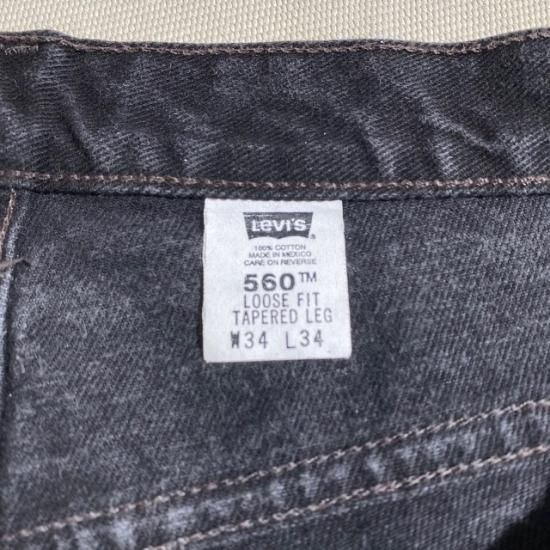 Levi's ®
100% COTTON
MADE IN MEXICO
CARE ON REVERSE
560™
LOOSE FIT
TAPERED LEG
W34 L34